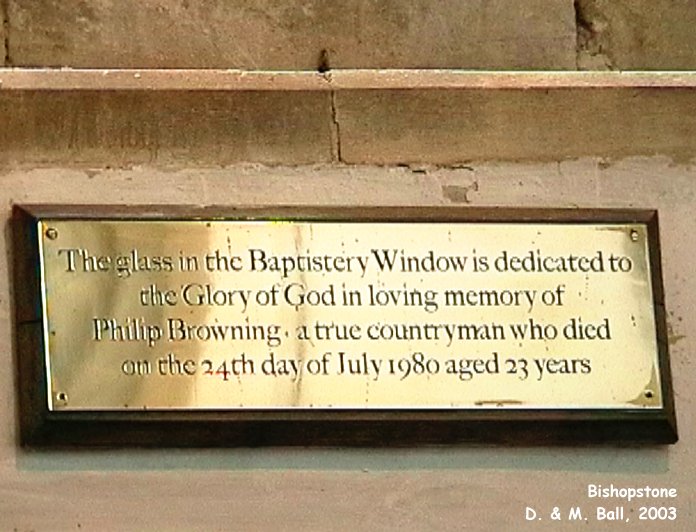 The glass in the Baptistery Window is dedicated to
the Glory of God in loving memory of
Philip Browning · a true countryman who died
on the 24th day of July 1980 aged 23 years
Bishopstone
D. & M. Ball, 2003